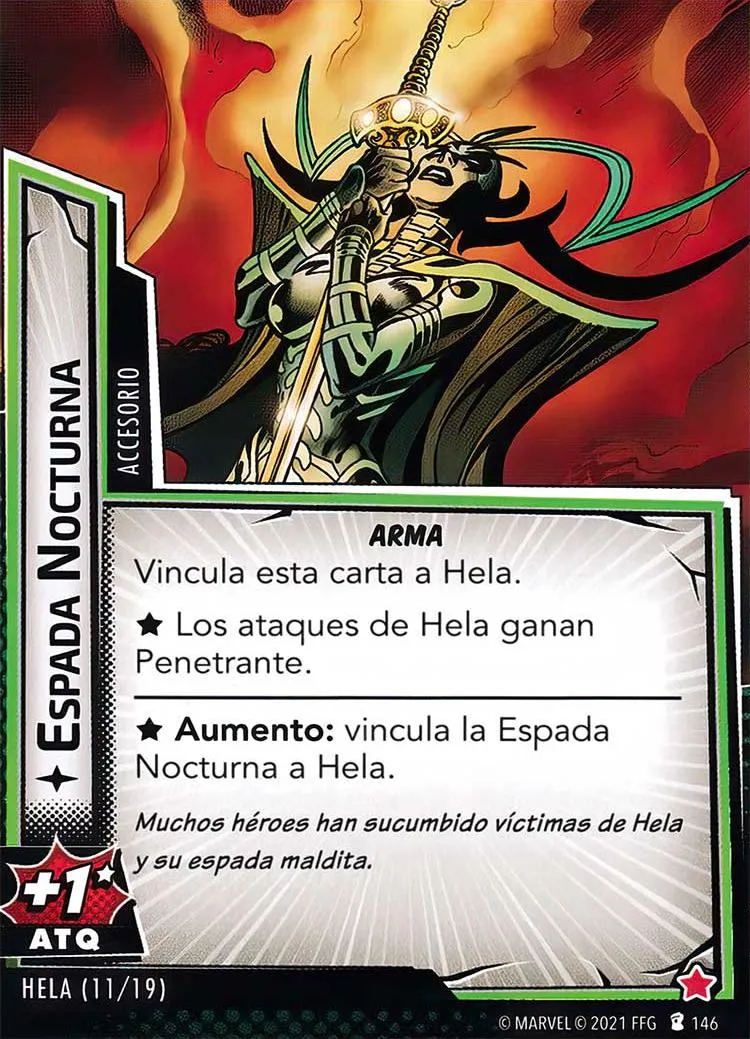 ESPADA NOCTURNA
ACCESORIO
ARMA
Vincula esta carta a Hela.
★ Los ataques de Hela ganan
Penetrante.
★ Aumento: vincula la Espada
Nocturna a Hela.
Muchos héroes han sucumbido víctimas de Hela
y su espada maldita.
+1★
ATQ
HELA (11/19)
© MARVEL © 2021 FFG 146